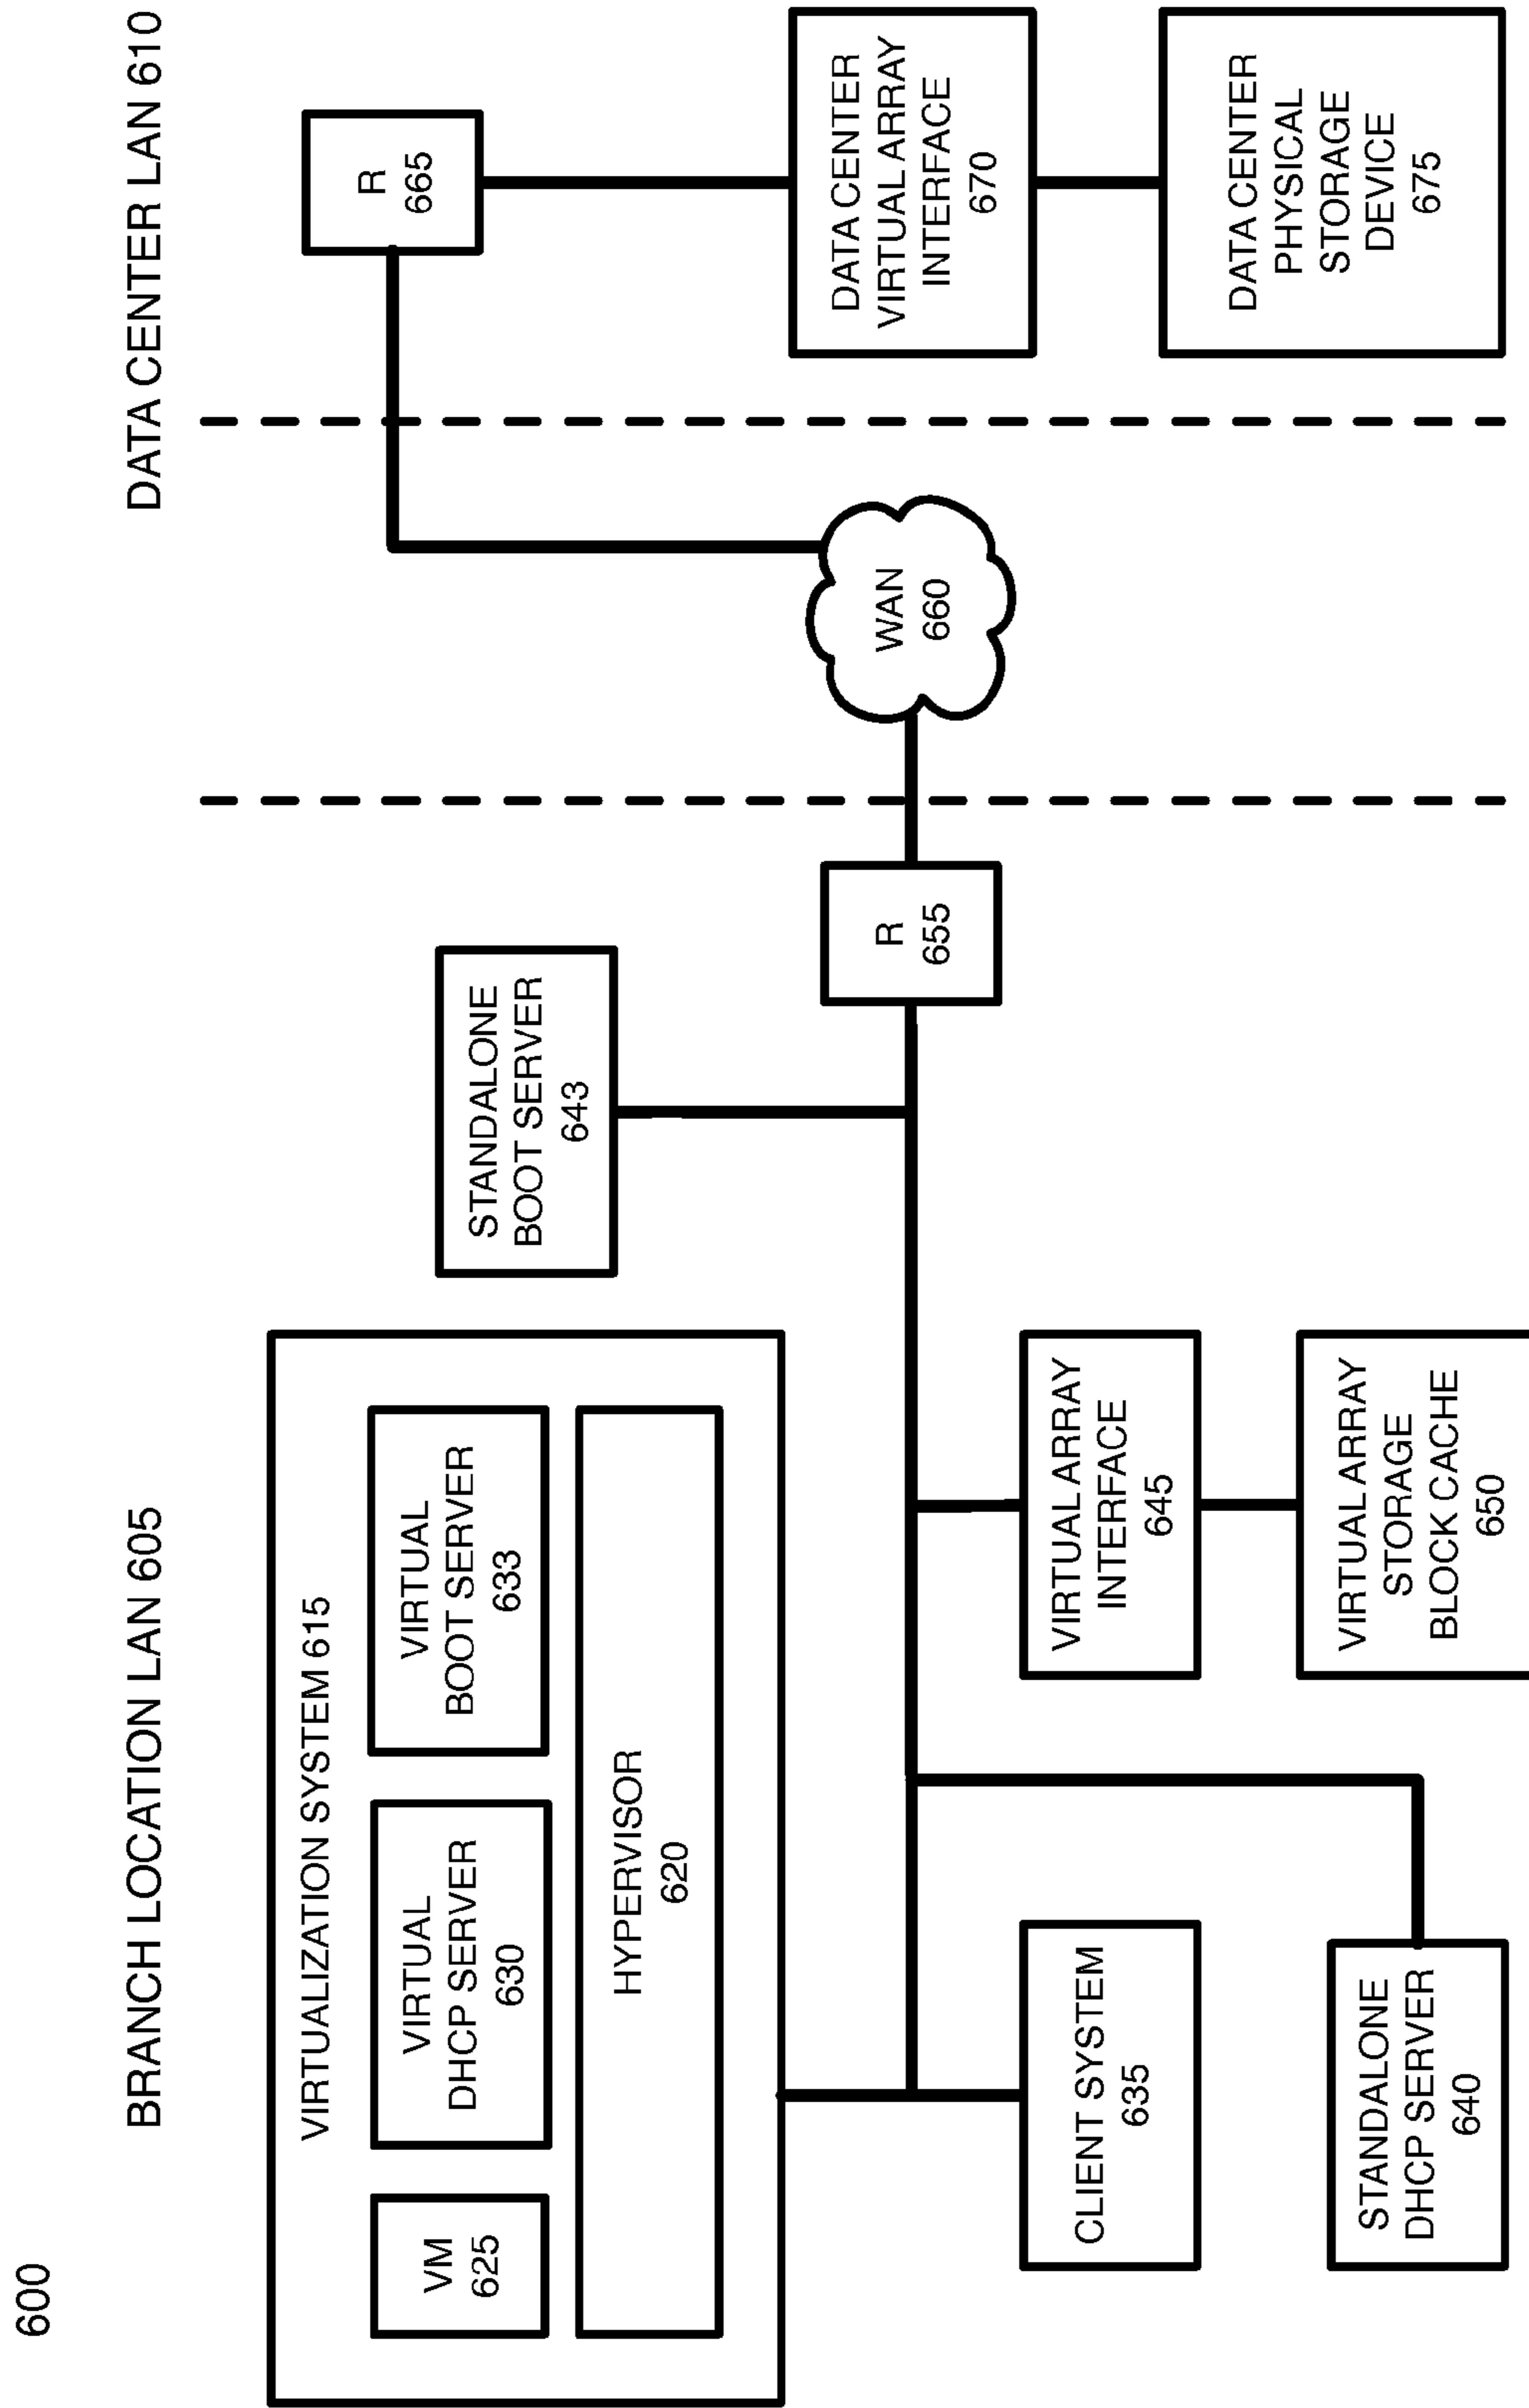 600
BRANCH LOCATION LAN 605
DATA CENTER LAN 610
VIRTUALIZATION SYSTEM 615
VM
625
VIRTUAL
DHCP SERVER
630
VIRTUAL
BOOT SERVER
633
HYPERVISOR
620
STANDALONE
BOOT SERVER
643
R
665
R
655
WAN
660
DATA CENTER
VIRTUAL ARRAY
INTERFACE
670
CLIENT SYSTEM
635
VIRTUAL ARRAY
INTERFACE
645
STANDALONE
DHCP SERVER
640
VIRTUAL ARRAY
STORAGE
BLOCK CACHE
650
DATA CENTER
PHYSICAL
STORAGE
DEVICE
675